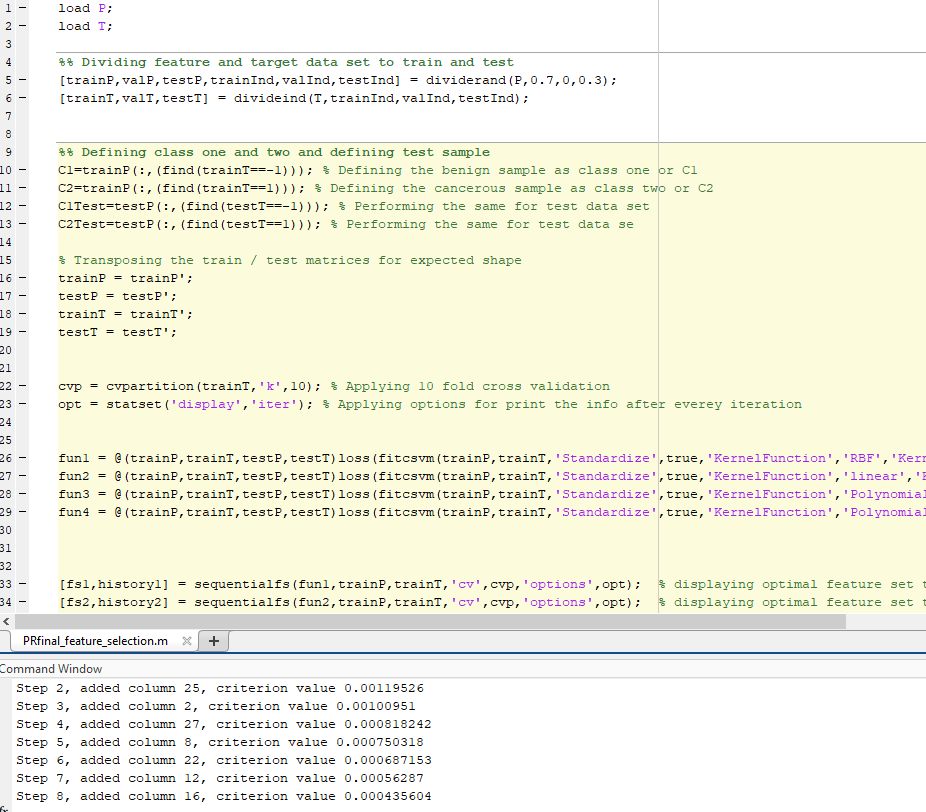 1 - load P;
2 - load T;
3
4 %% Dividing feature and target data set to train and test
5 - [trainP,valP,testP,trainInd,valInd,testInd] = dividerand(P,0.7,0,0.3);
6 - [trainT,valT,testT] = divideind(T,trainInd,valInd,testInd);
7
8
9 %% Defining class one and two and defining test sample
10 - C1=trainP(:,(find(trainT==-1))); % Defining the benign sample as class one or C1
11 - C2=trainP(:,(find(trainT==1))); % Defining the cancerous sample as class two or C2
12 - C1Test=testP(:,(find(testT==-1))); % Performing the same for test data set
13 - C2Test=testP(:,(find(testT==1))); % Performing the same for test data se
14
15 % Transposing the train / test matrices for expected shape
16 - trainP = trainP';
17 - testP = testP';
18 - trainT = trainT';
19 - testT = testT';
20
21
22 - cvp = cvpartition(trainT,'k',10); % Applying 10 fold cross validation
23 - opt = statset('display','iter'); % Applying options for print the info after everey iteration
24
25
26 - fun1 = @(trainP,trainT,testP,testT)loss(fitcsvm(trainP,trainT,'Standardize',true,'KernelFunction','RBF','Kern
27 - fun2 = @(trainP,trainT,testP,testT)loss(fitcsvm(trainP,trainT,'Standardize',true,'KernelFunction','linear','
28 - fun3 = @(trainP,trainT,testP,testT)loss(fitcsvm(trainP,trainT,'Standardize',true,'KernelFunction','Polynomial
29 - fun4 = @(trainP,trainT,testP,testT)loss(fitcsvm(trainP,trainT,'Standardize',true,'KernelFunction','Polynomial
30
31
32
33 - [fs1,history1] = sequentialfs(fun1,trainP,trainT,'cv',cvp,'options',opt); % displaying optimal feature set t
34 - [fs2,history2] = sequentialfs(fun2,trainP,trainT,'cv',cvp,'options',opt); % displaying optimal feature set t
PRfinal_feature_selection.m
Command Window
Step 2, added column 25, criterion value 0.00119526
Step 3, added column 2, criterion value 0.00100951
Step 4, added column 27, criterion value 0.000818242
Step 5, added column 8, criterion value 0.000750318
Step 6, added column 22, criterion value 0.000687153
Step 7, added column 12, criterion value 0.00056287
Step 8, added column 16, criterion value 0.000435604